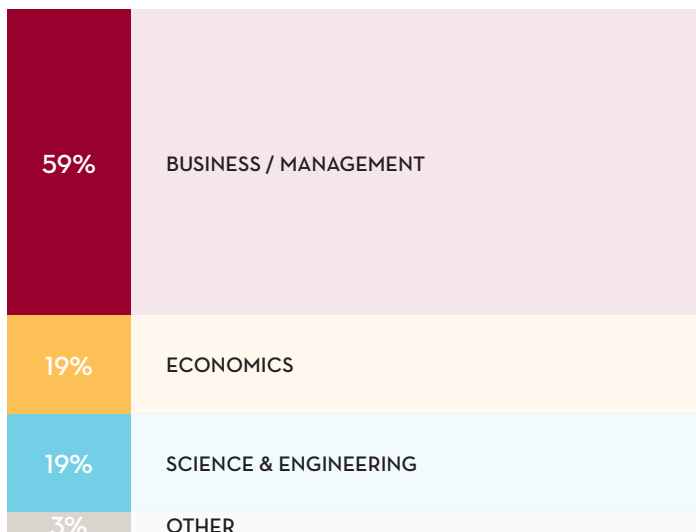 59% BUSINESS / MANAGEMENT
19% ECONOMICS
19% SCIENCE & ENGINEERING
3% OTHER